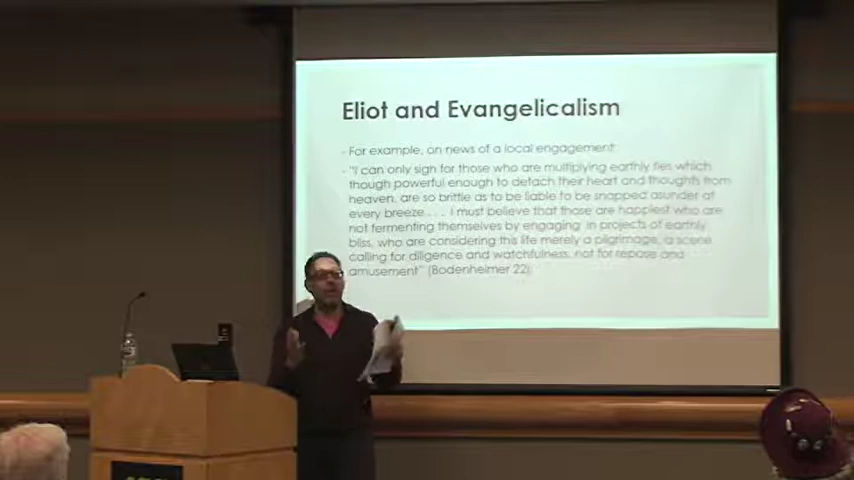 Eliot and Evangelicalism
- For example, on news of a local engagement:
- "I can only sigh for those who are multiplying earthly ties which
though powerful enough to detach their heart and thoughts from
heaven, are so brittle as to be liable to be snapped asunder at
every breeze . . . I must believe that those are happiest who are
not fermenting themselves by engaging in projects of earthly
bliss, who are considering this life merely a pilgrimage, a scene
calling for diligence and watchfulness, not for repose and
amusement" (Bodenheimer 22)